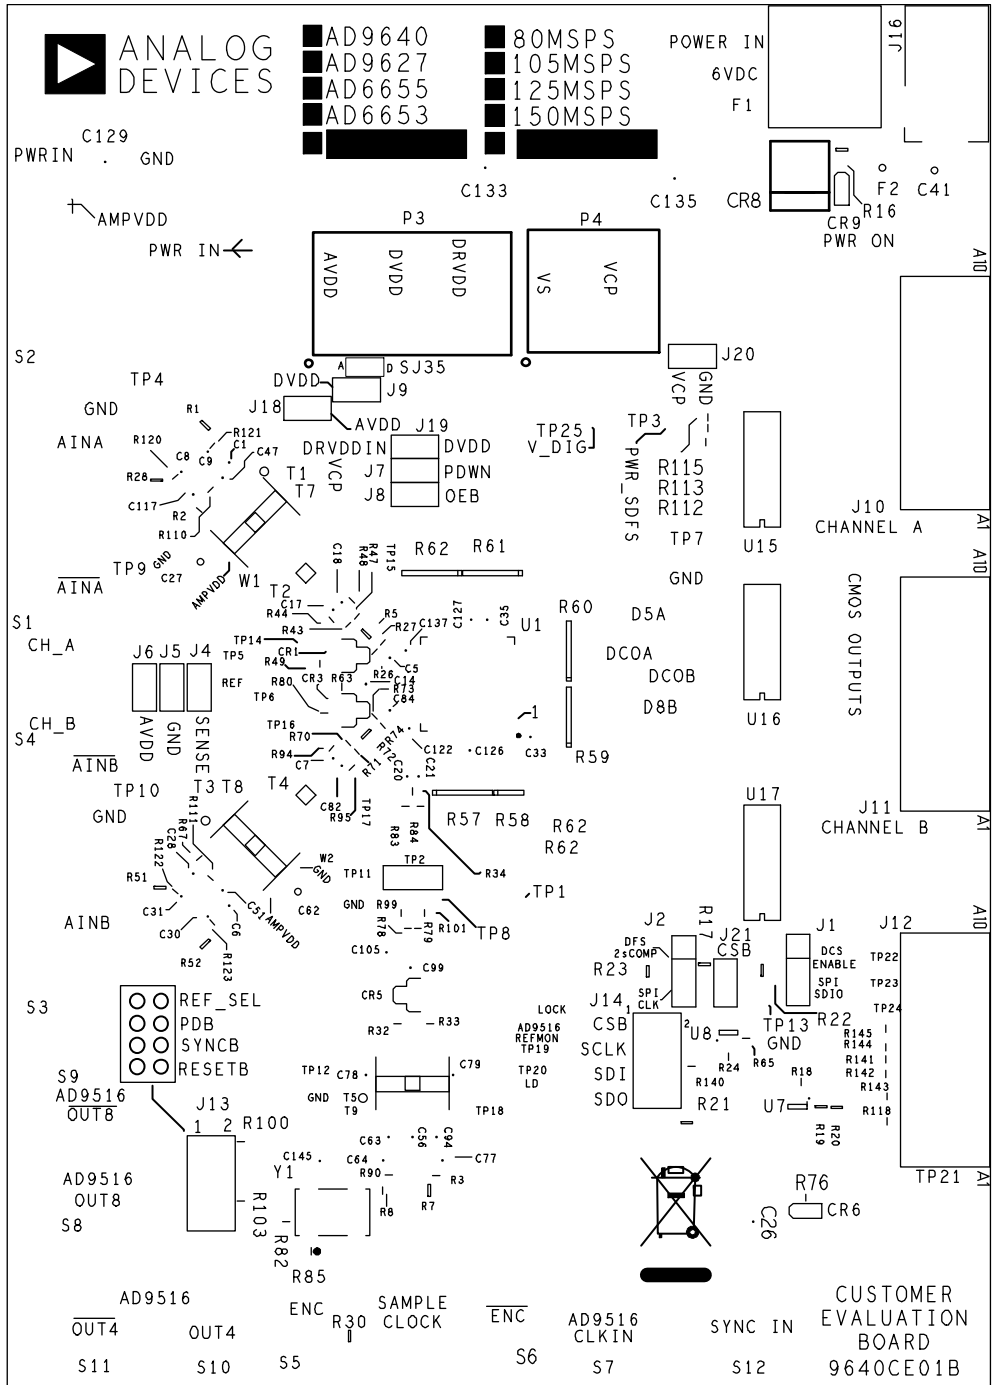 ANALOG
DEVICES
AD9640
AD9627
AD6655
AD6653
80MSPS
105MSPS
125MSPS
150MSPS
POWER IN
6VDC
F1
J16
C129
PWRIN
GND
C133
C135
CR8
F2
C41
R16
CR9
PWR ON
AMPVDD
PWR IN
P3
P4
AVDD
DVDD
DRVDD
VS
VCP
A10
S2
TP4
GND
A
D
SJ35
DVDD
J9
J18
AVDD
J20
VCP
GND
R1
AINA
R120
R121
C1
C8
C9
C47
R28
C117
R2
R110
T1
T7
DRVDDIN
J19
DVDD
VCP
J7
PDWN
J8
OEB
TP25
V_DIG
TP3
PWR_SDFS
R115
R113
R112
TP7
GND
U15
J10
CHANNEL A
A1
A10
TP9
GND
C27
AMPVDD
W1
AINA
T2
C18
R48
R47
TP15
R62
R61
C17
R44
R5
R27
C137
C127
C35
U1
R60
D5A
DCOA
DCOB
D8B
CMOS OUTPUTS
U16
S1
CH_A
J6
J5
J4
TP14
R43
TP5
CR1
R49
REF
R80
CR3
R63
TP6
R26
C5
C14
R73
C84
CH_B
S4
AVDD
GND
SENSE
AINB
TP16
R70
R94
C7
R71
R72
R74
C122
C126
1
C33
R59
C20
C21
TP10
GND
T3
T8
T4
C82
R95
TP17
R83
R84
R57
R58
R62
R62
U17
J11
CHANNEL B
A1
R111
R67
C28
R122
R51
C31
C30
AINB
R52
R123
C6
C51
AMPVDD
W2
GND
C62
TP11
TP2
R34
GND
R99
R78
R79
R101
TP8
TP1
C105
C99
CR5
R32
R33
J2
R17
J21
CSB
J1
J12
A10
DFS
2sCOMP
R23
SPI
CLK
DCS
ENABLE
SPI
SDIO
TP22
TP23
TP24
S3
REF_SEL
PDB
SYNCB
RESETB
LOCK
AD9516
REFMON
TP19
TP20
LD
J14
1
2
CSB
SCLK
SDI
SDO
U8
TP13
GND
R22
R65
R24
R140
R21
R18
U7
R19
R20
R145
R144
R141
R142
R143
R118
S9
AD9516
OUT8
J13
1 2
R100
TP12
C78
C79
GND
T5
T9
TP18
C63
C56
C94
C145
C64
C77
R90
R3
Y1
R8
R7
AD9516
OUT8
S8
R103
R82
R85
R76
CR6
C26
TP21
A1
AD9516
OUT4
OUT4
S11
S10
ENC
R30
S5
SAMPLE
CLOCK
ENC
S6
AD9516
CLKIN
S7
SYNC IN
S12
CUSTOMER
EVALUATION
BOARD
9640CE01B